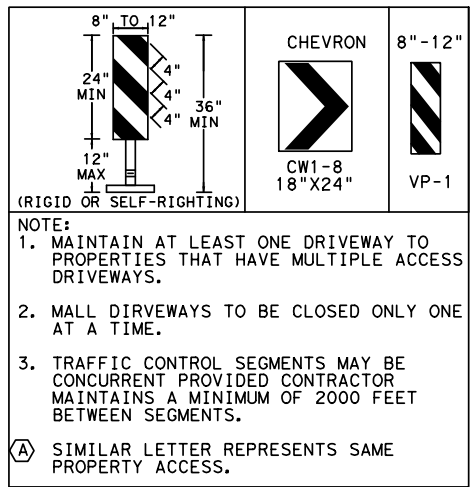 8" TO 12"
24"
MIN
4"
4"
4"
36"
MIN
12"
MAX
(RIGID OR SELF-RIGHTING)
CHEVRON
CW1-8
18"X24"
8"-12"
VP-1
NOTE:
1. MAINTAIN AT LEAST ONE DRIVEWAY TO
PROPERTIES THAT HAVE MULTIPLE ACCESS
DRIVEWAYS.
2. MALL DIRVEWAYS TO BE CLOSED ONLY ONE
AT A TIME.
3. TRAFFIC CONTROL SEGMENTS MAY BE
CONCURRENT PROVIDED CONTRACTOR
MAINTAINS A MINIMUM OF 2000 FEET
BETWEEN SEGMENTS.
A SIMILAR LETTER REPRESENTS SAME
PROPERTY ACCESS.